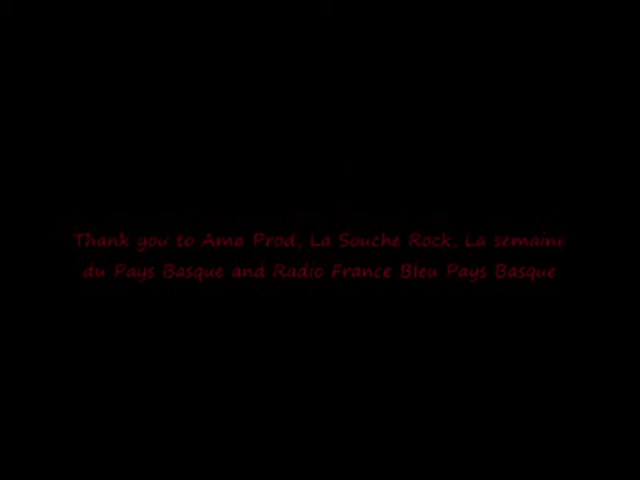 Thank you to Ama Prod, La Souche Rock, La semaine
du Pays Basque and Radio France Bleu Pays Basque